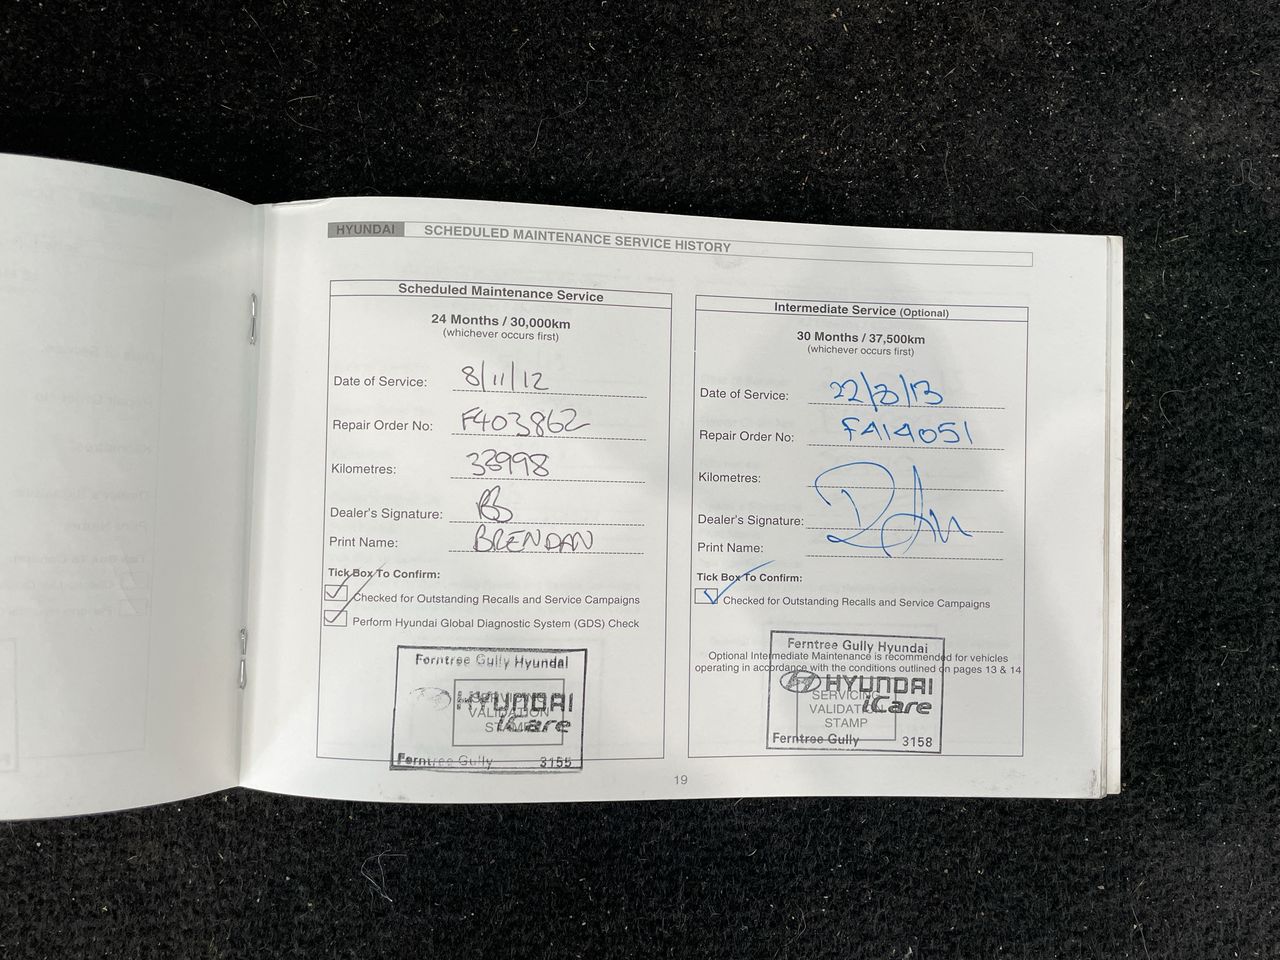 HYUNDAI SCHEDULED MAINTENANCE SERVICE HISTORY
Scheduled Maintenance Service
24 Months / 30,000km
(whichever occurs first)
Date of Service: 8/11/12
Repair Order No: F403862
Kilometres: 33998
Dealer's Signature:
Print Name: BRENDAN
Tick Box To Confirm:
Checked for Outstanding Recalls and Service Campaigns
Perform Hyundai Global Diagnostic System (GDS) Check
Ferntree Gully Hyundai
HYUNDAI
SERVICING
VALIDATION
iCare
STAMP
Ferntree Gully
Intermediate Service (Optional)
30 Months / 37,500km
(whichever occurs first)
Date of Service:
Repair Order No: F414051
Kilometres:
Dealer's Signature:
Print Name:
Tick Box To Confirm:
Checked for Outstanding Recalls and Service Campaigns
Ferntree Gully Hyundai
Optional Intermediate Maintenance is recommended for vehicles
operating in accordance with the conditions outlined on pages 13 & 14
HYUNDAI
SERVICING
iCare
VALIDATION
STAMP
Ferntree Gully 3158
19